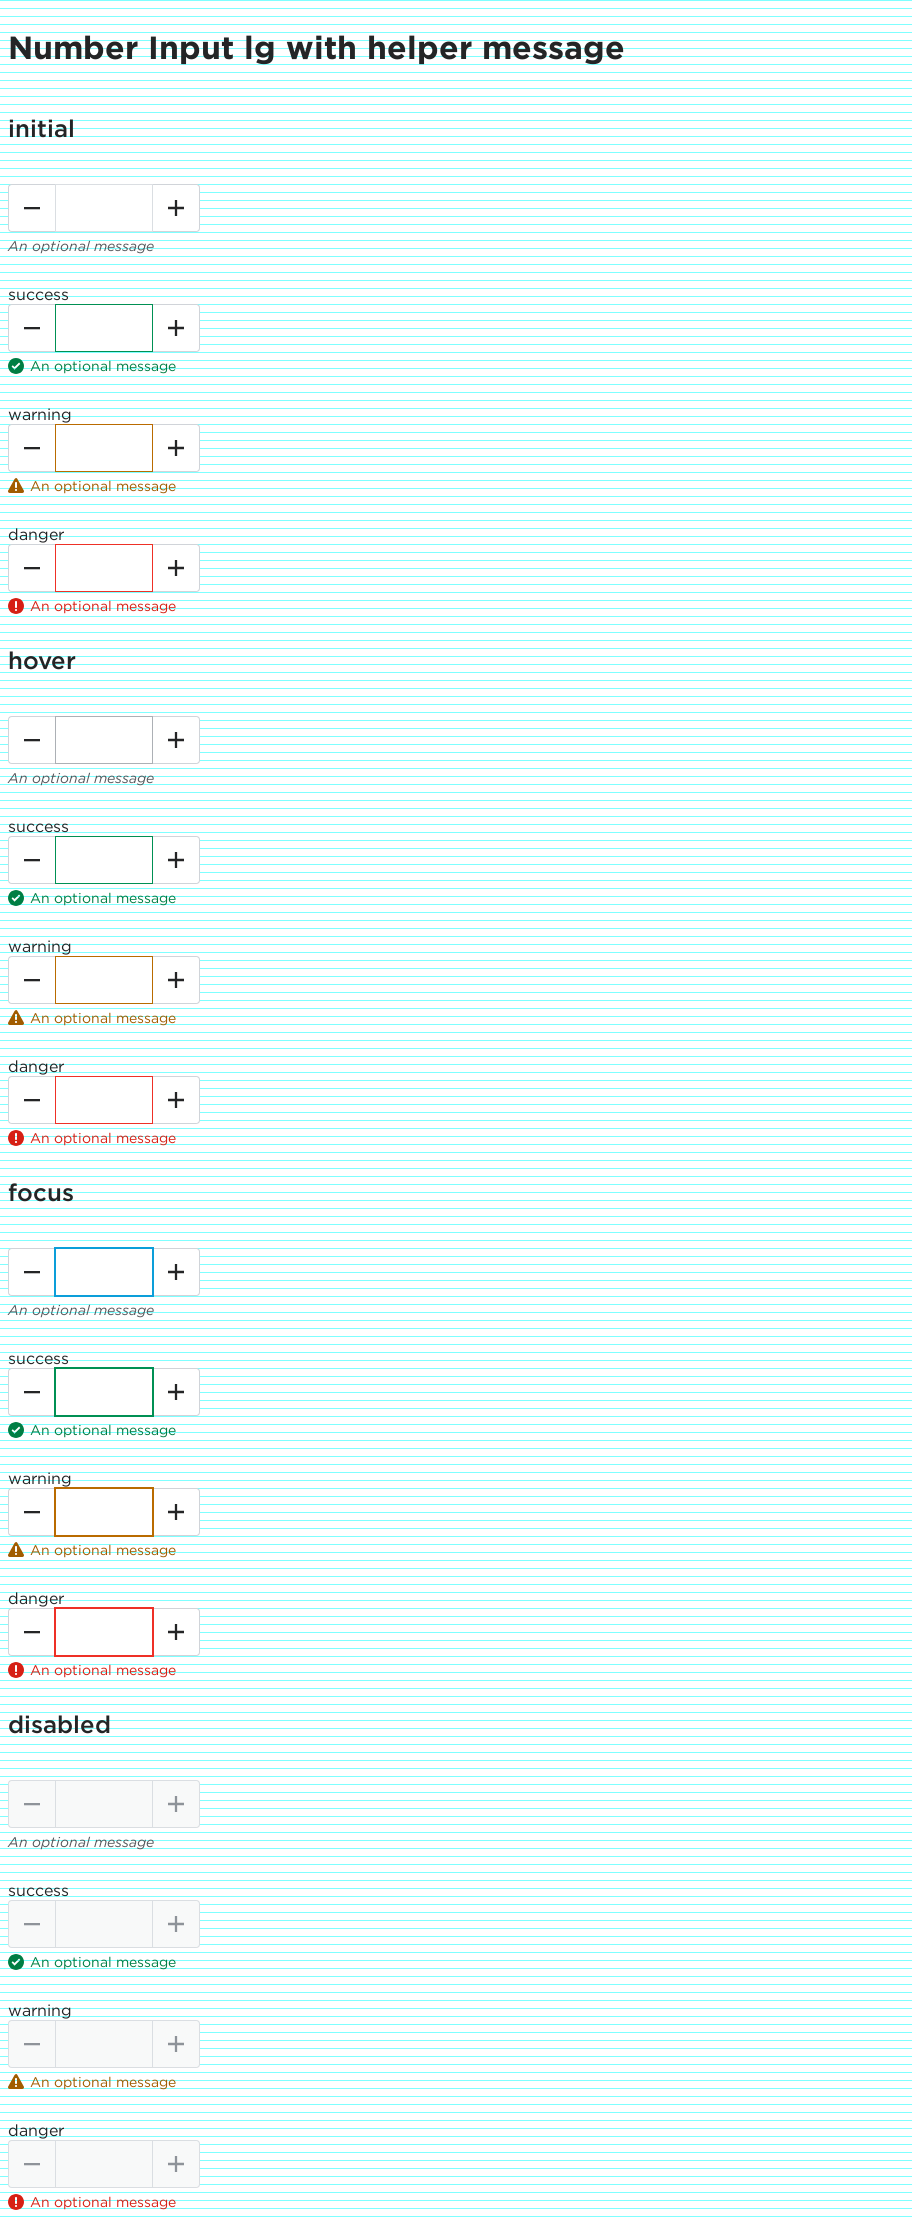 Number Input lg with helper message
initial
An optional message
success
An optional message
warning
An optional message
danger
An optional message
hover
An optional message
success
An optional message
warning
An optional message
danger
An optional message
focus
An optional message
success
An optional message
warning
An optional message
danger
An optional message
disabled
An optional message
success
An optional message
warning
An optional message
danger
An optional message